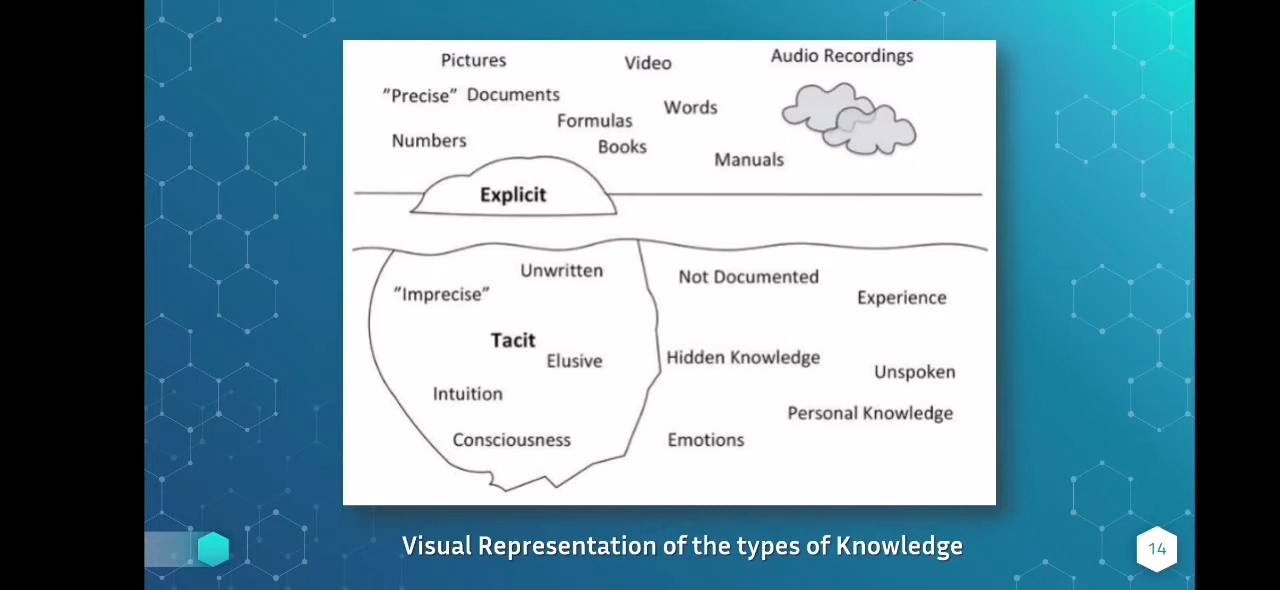 Pictures
Video
Audio Recordings
"Precise" Documents
Words
Formulas
Numbers
Books
Manuals
Explicit
Unwritten
Not Documented
"Imprecise"
Experience
Tacit
Elusive
Hidden Knowledge
Unspoken
Intuition
Personal Knowledge
Consciousness
Emotions
Visual Representation of the types of Knowledge
14